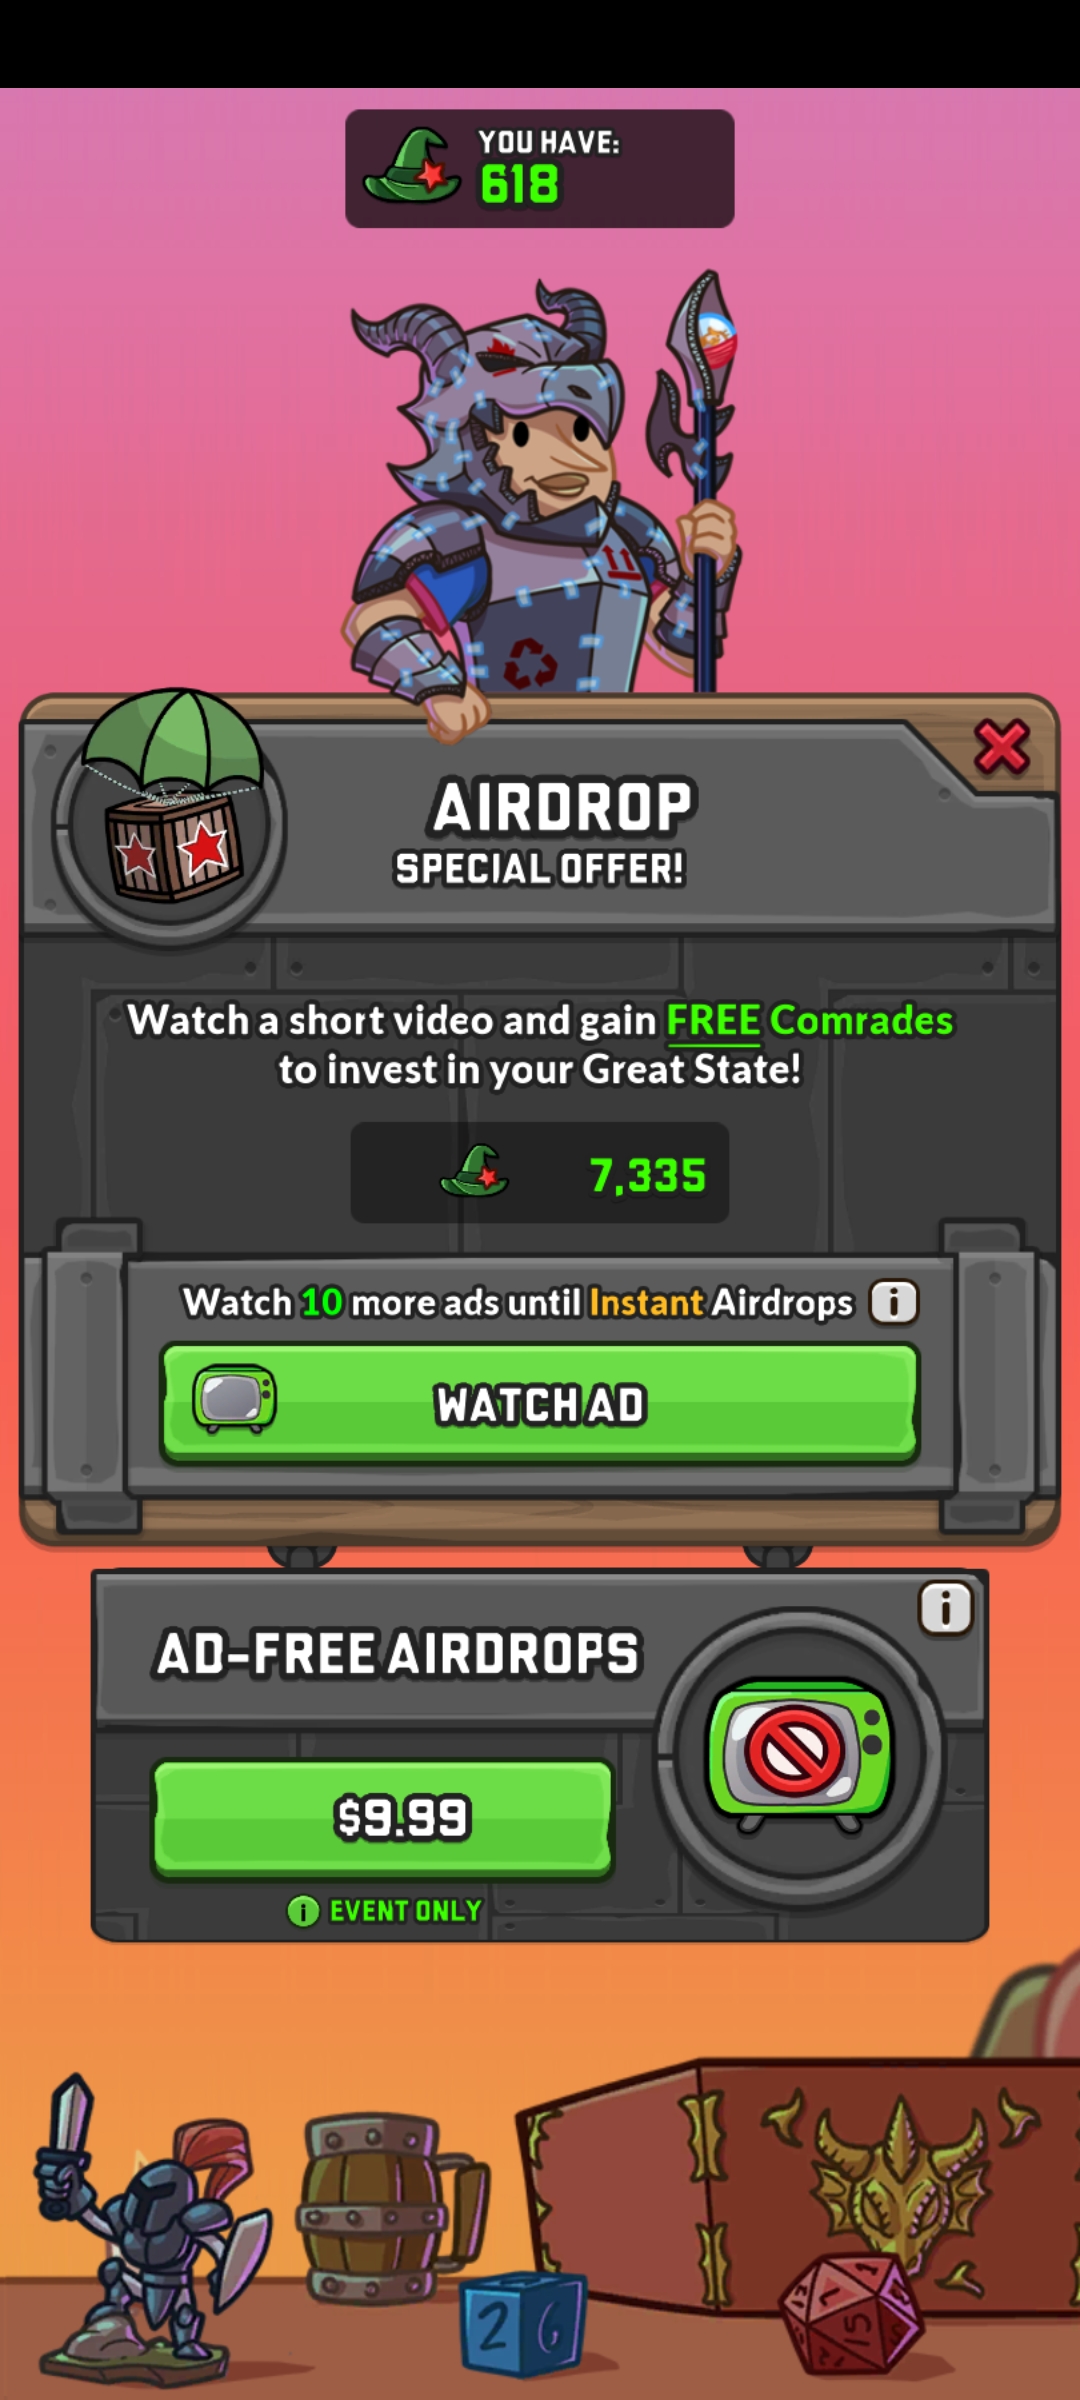 YOU HAVE:
618
AIRDROP
SPECIAL OFFER!
Watch a short video and gain FREE Comrades
to invest in your Great State!
7,335
Watch 10 more ads until Instant Airdrops i
WATCH AD
i
AD-FREE AIRDROPS
$9.99
i EVENT ONLY
2 6
15